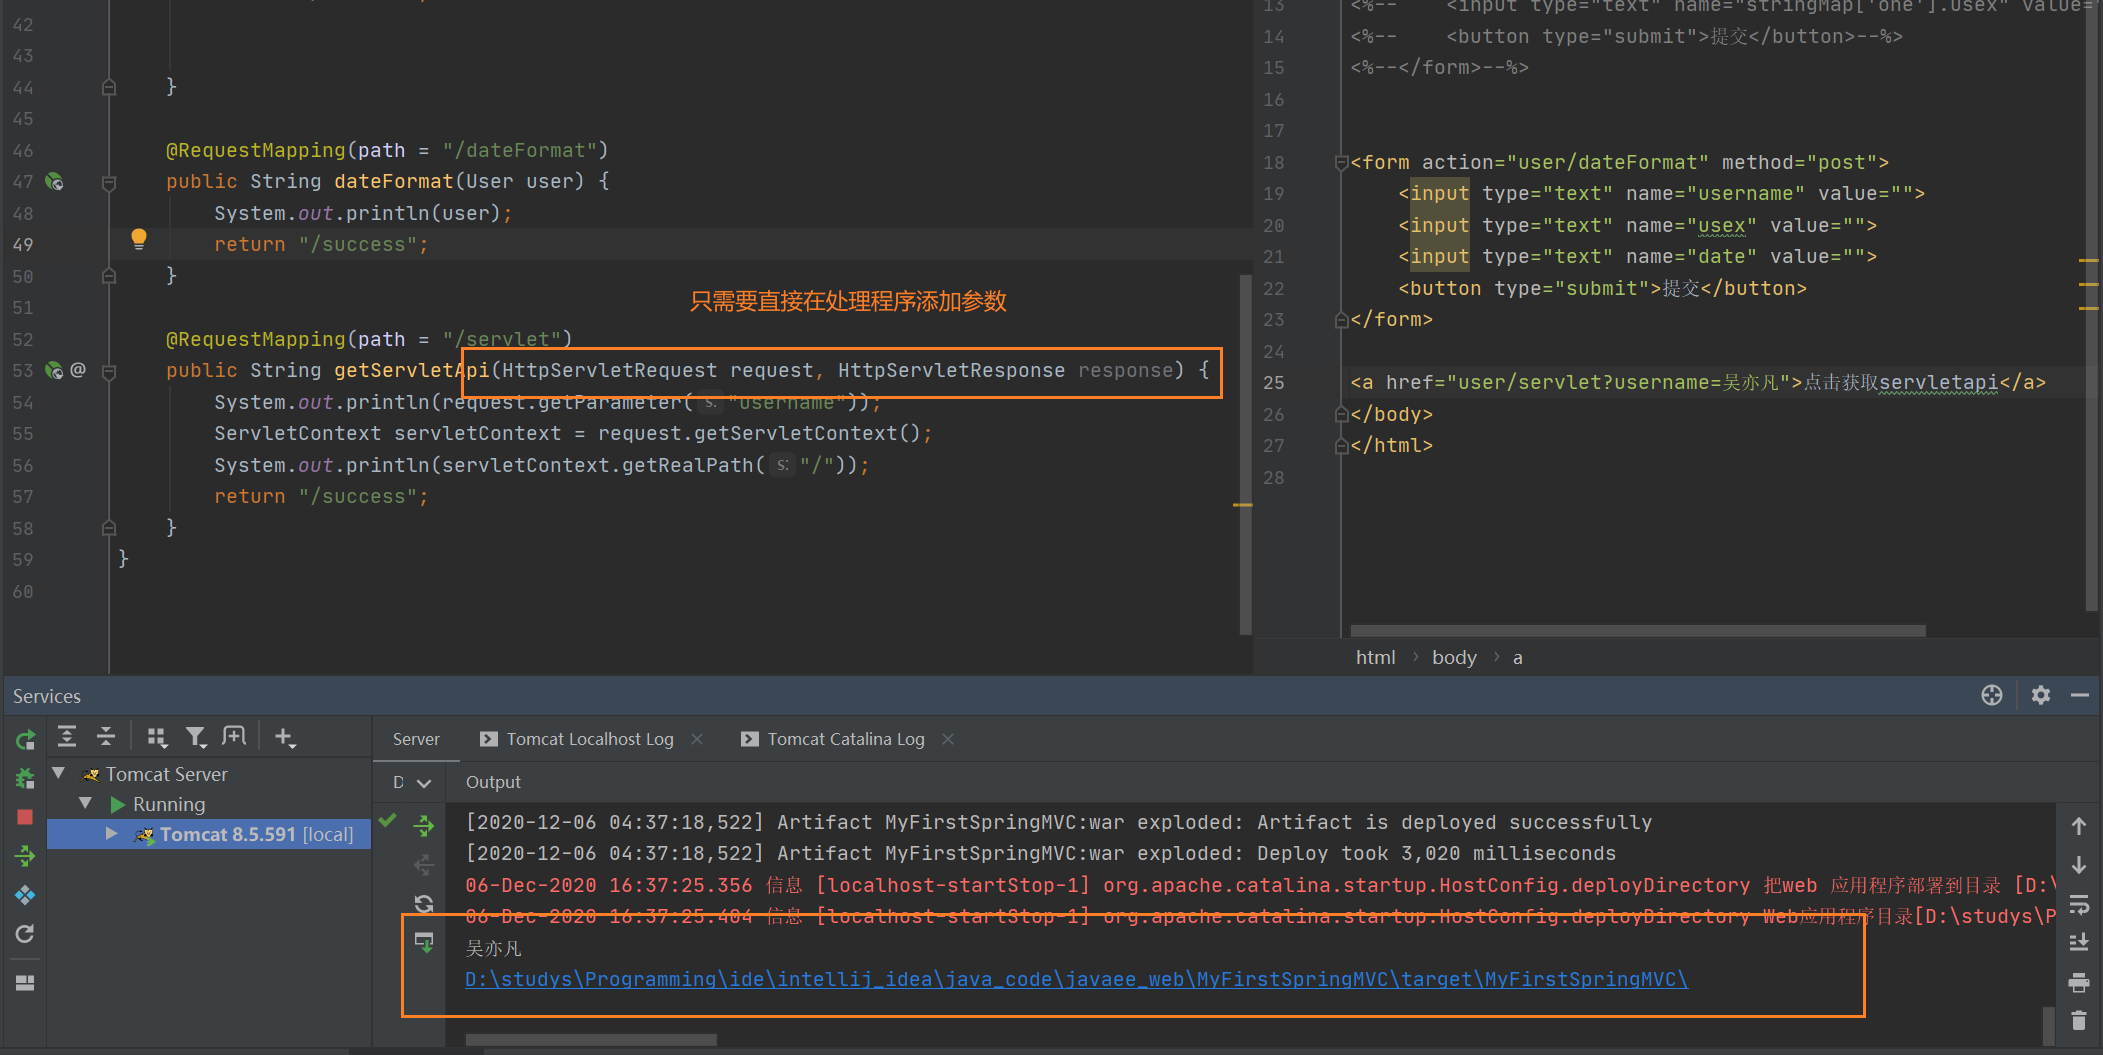 42
43
44 }
45
46 @RequestMapping(path = "/dateFormat")
47 public String dateFormat(User user) {
48 System.out.println(user);
49 return "/success";
50 }
51
只需要直接在处理程序添加参数
52 @RequestMapping(path = "/servlet")
53 @ public String getServletApi(HttpServletRequest request, HttpServletResponse response) {
54 System.out.println(request.getParameter( s: "username"));
55 ServletContext servletContext = request.getServletContext();
56 System.out.println(servletContext.getRealPath( s: "/"));
57 return "/success";
58 }
59 }
60
13 <%-- <input type="text" name="stringMap['one'].usex" value=
14 <%-- <button type="submit">提交</button>--%>
15 <%--</form>--%>
16
17
18 <form action="user/dateFormat" method="post">
19 <input type="text" name="username" value="">
20 <input type="text" name="usex" value="">
21 <input type="text" name="date" value="">
22 <button type="submit">提交</button>
23 </form>
24
25 <a href="user/servlet?username=吴亦凡">点击获取servletapi</a>
26 </body>
27 </html>
28
html › body › a
Services
Server Tomcat Localhost Log Tomcat Catalina Log
Tomcat Server
Running
Tomcat 8.5.591 [local]
D Output
[2020-12-06 04:37:18,522] Artifact MyFirstSpringMVC:war exploded: Artifact is deployed successfully
[2020-12-06 04:37:18,522] Artifact MyFirstSpringMVC:war exploded: Deploy took 3,020 milliseconds
06-Dec-2020 16:37:25.356 信息 [localhost-startStop-1] org.apache.catalina.startup.HostConfig.deployDirectory 把web 应用程序部署到目录 [D:\
06-Dec-2020 16:37:25.404 信息 [localhost-startStop-1] org.apache.catalina.startup.HostConfig.deployDirectory Web应用程序目录[D:\studys\P
吴亦凡
D:\studys\Programming\ide\intellij_idea\java_code\javaee_web\MyFirstSpringMVC\target\MyFirstSpringMVC\